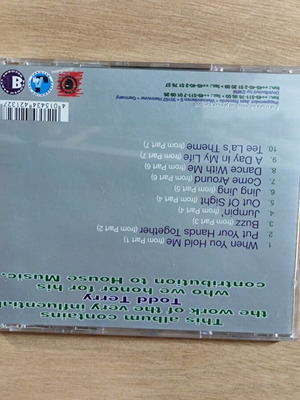 This album contains
the work of the very influential
Todd Terry
who we honor for his
contribution to House Music.
1. When You Hold Me (from Part 1)
2. Put Your Hands Together (from Part 2)
3. Buzz (from Part 3)
4. Jumpin (from Part 4)
5. Out Of Sight (from Part 4)
6. Jing Jing (from Part 5)
7. Come Around (from Part 6)
8. Dance With Me (from Part 6)
9. A Day In My Life (from Part 7)
10. Tee La's Theme (from Part 7)
B
4 015434 421327